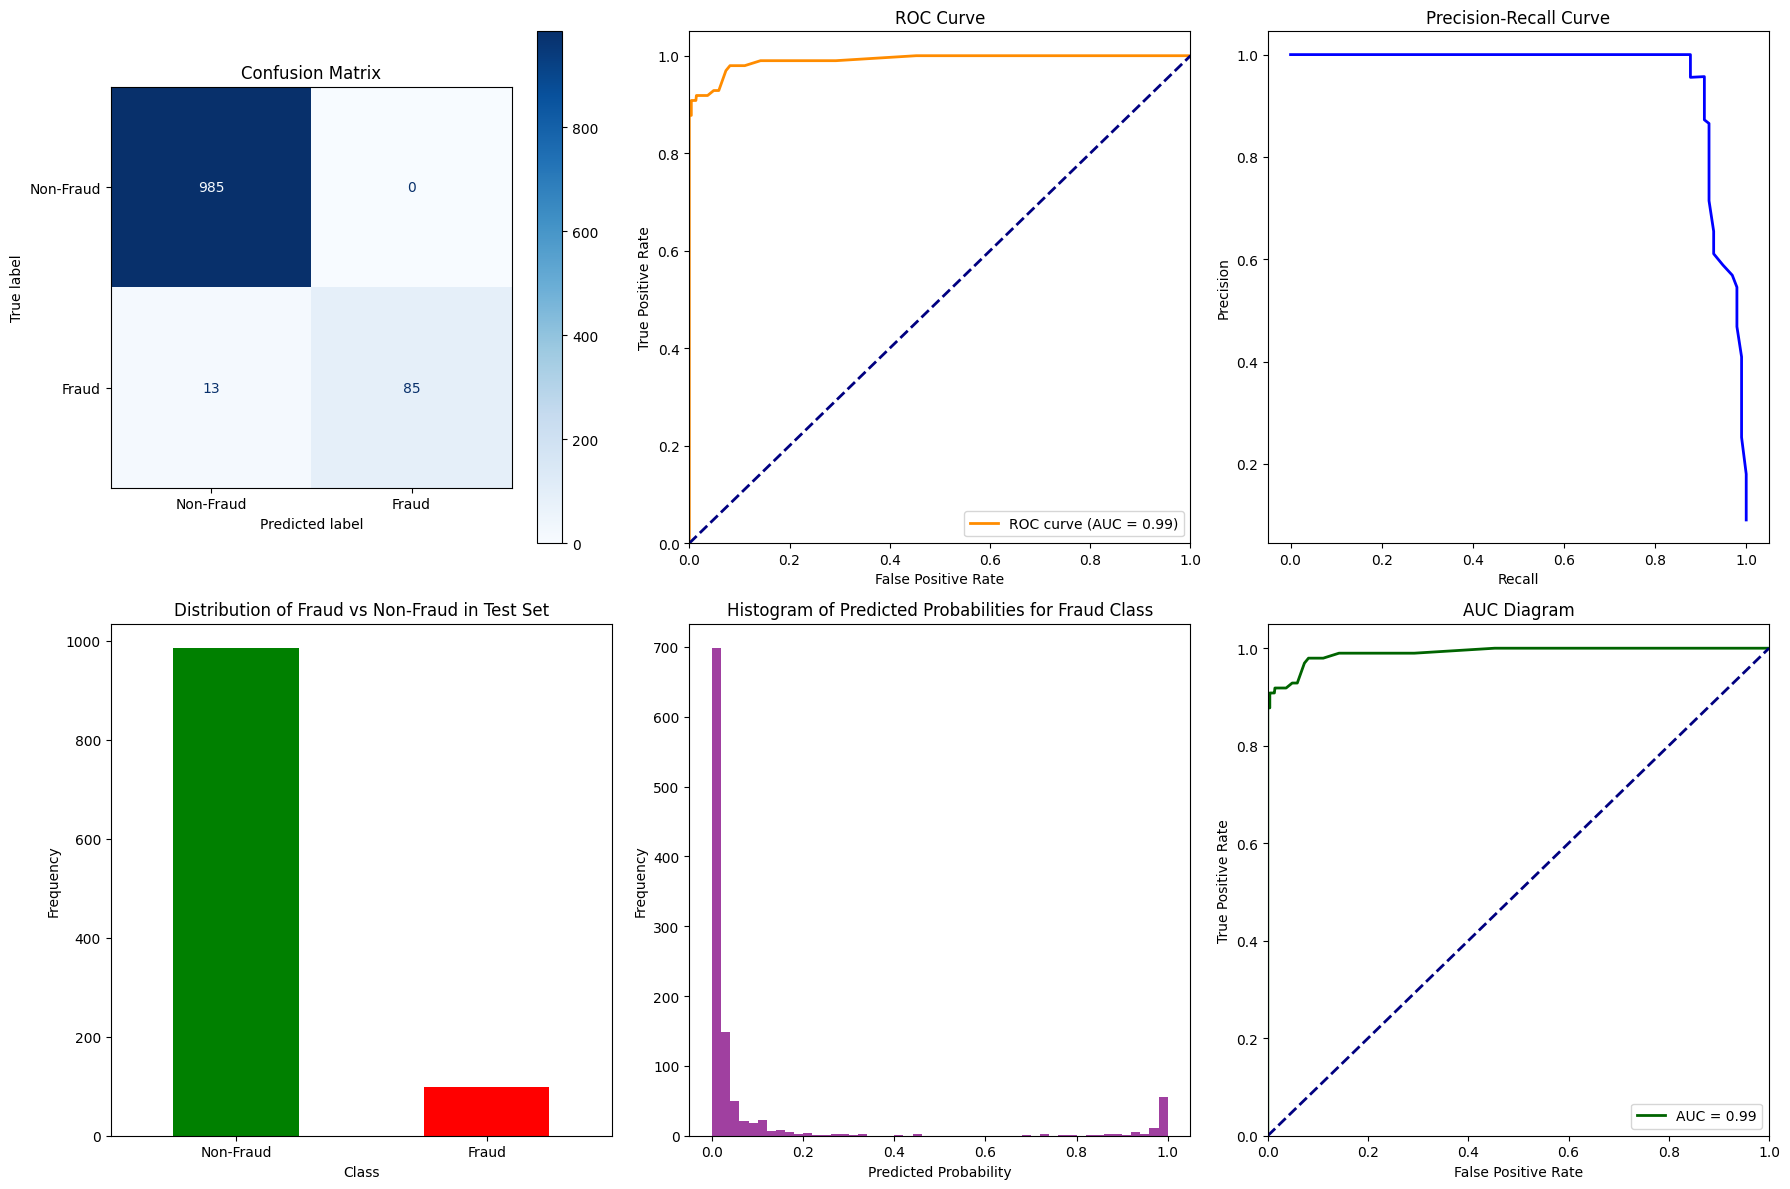 Confusion Matrix
True label
Non-Fraud
Fraud
985
0
13
85
Non-Fraud
Fraud
Predicted label
800
600
400
200
0
ROC Curve
True Positive Rate
1.0
0.8
0.6
0.4
0.2
0.0
0.0 0.2 0.4 0.6 0.8 1.0
False Positive Rate
ROC curve (AUC = 0.99)
Precision-Recall Curve
Precision
1.0
0.8
0.6
0.4
0.2
0.0 0.2 0.4 0.6 0.8 1.0
Recall
Distribution of Fraud vs Non-Fraud in Test Set
Frequency
1000
800
600
400
200
0
Non-Fraud
Fraud
Class
Histogram of Predicted Probabilities for Fraud Class
Frequency
700
600
500
400
300
200
100
0
0.0 0.2 0.4 0.6 0.8 1.0
Predicted Probability
AUC Diagram
True Positive Rate
1.0
0.8
0.6
0.4
0.2
0.0
0.0 0.2 0.4 0.6 0.8 1.0
False Positive Rate
AUC = 0.99